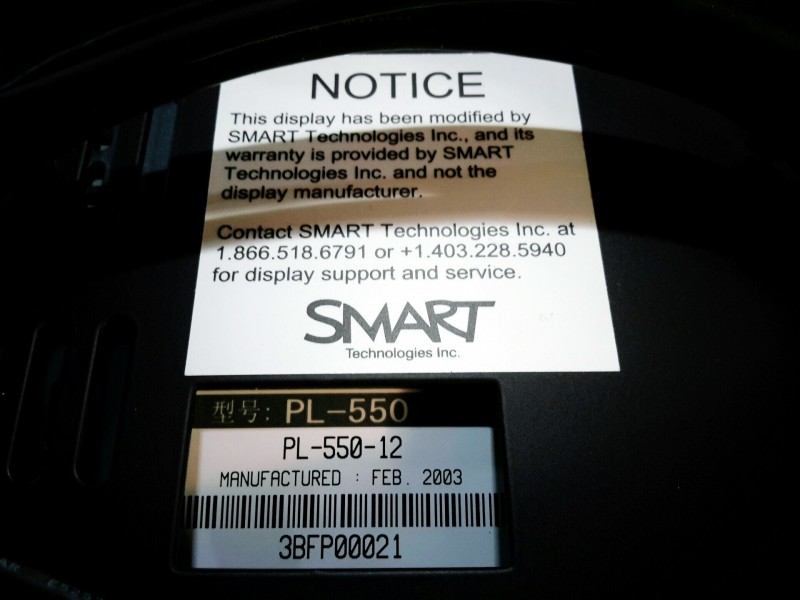 NOTICE
This display has been modified by
SMART Technologies Inc., and its
warranty is provided by SMART
Technologies Inc. and not the
display manufacturer.
Contact SMART Technologies Inc. at
1.866.518.6791 or +1.403.228.5940
for display support and service.
SMART
Technologies Inc.
型号: PL-550
PL-550-12
MANUFACTURED : FEB. 2003
3BFP00021